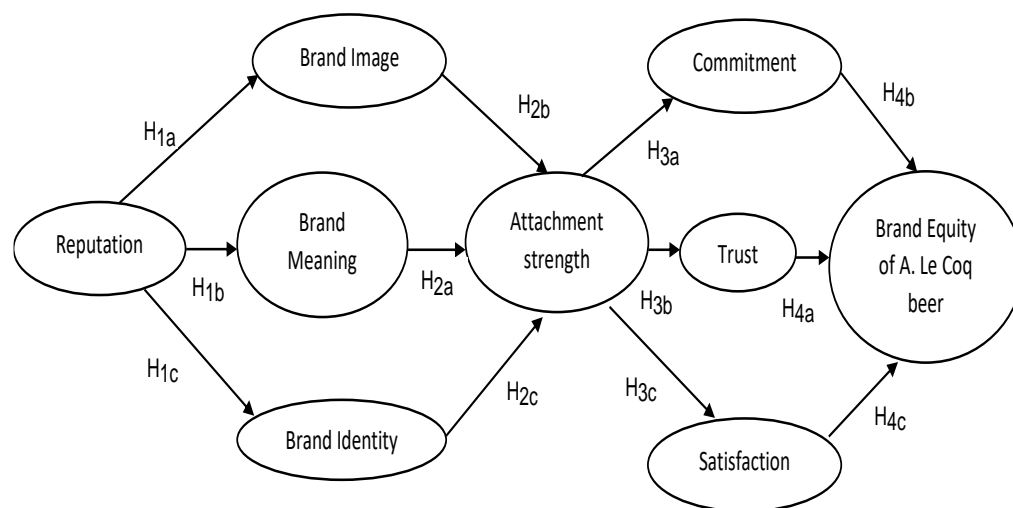 Brand Image
Commitment
H2b
H4b
H1a
H3a
Reputation
Brand
Meaning
Attachment
strength
Trust
Brand Equity
of A. Le Coq
beer
H1b
H2a
H3b
H4a
H1c
H2c
H3c
H4c
Brand Identity
Satisfaction